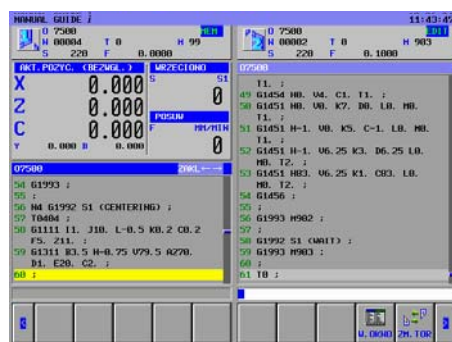 MANUAL GUIDE i
11:43:47
O 7500 MEM
N 00004 T 0 H 99
S 220 F 0.0000
O 7500 EDIT
N 00002 T 0 H 903
S 220 F 0.1000
AKT.POZYC. (BEZWGL.)
X 0.000
Z 0.000
C 0.000
Y 0.000 B 0.000
WRZECIONO
S S1
0
POSUW
F MM/MIN
0
07500 ZAKL.←→
54 G1993 ;
55 ;
56 N4 G1992 S1 (CENTERING) ;
57 T0404 ;
58 G1111 I1. J10. L-0.5 K0.2 C0.2
F5. Z11. ;
59 G1311 B3.5 H-0.75 V79.5 A270.
D1. E20. C2. ;
60 ;
07500
T1. ;
49 G1454 H0. V4. C1. T1. ;
50 G1451 H0. V0. K7. D0. L0. M0.
T1. ;
51 G1451 H-1. V0. K5. C-1. L0. M0.
T1. ;
52 G1451 H-1. V6.25 K3. D6.25 L0.
M0. T2. ;
53 G1451 H03. V6.25 K1. C03. L0.
M0. T2. ;
54 G1456 ;
55 ;
56 G1993 M902 ;
57 ;
58 G1992 S1 (WAIT) ;
59 G1993 M903 ;
60 ;
61 T0 ;
W.OKNO ZM.TOR